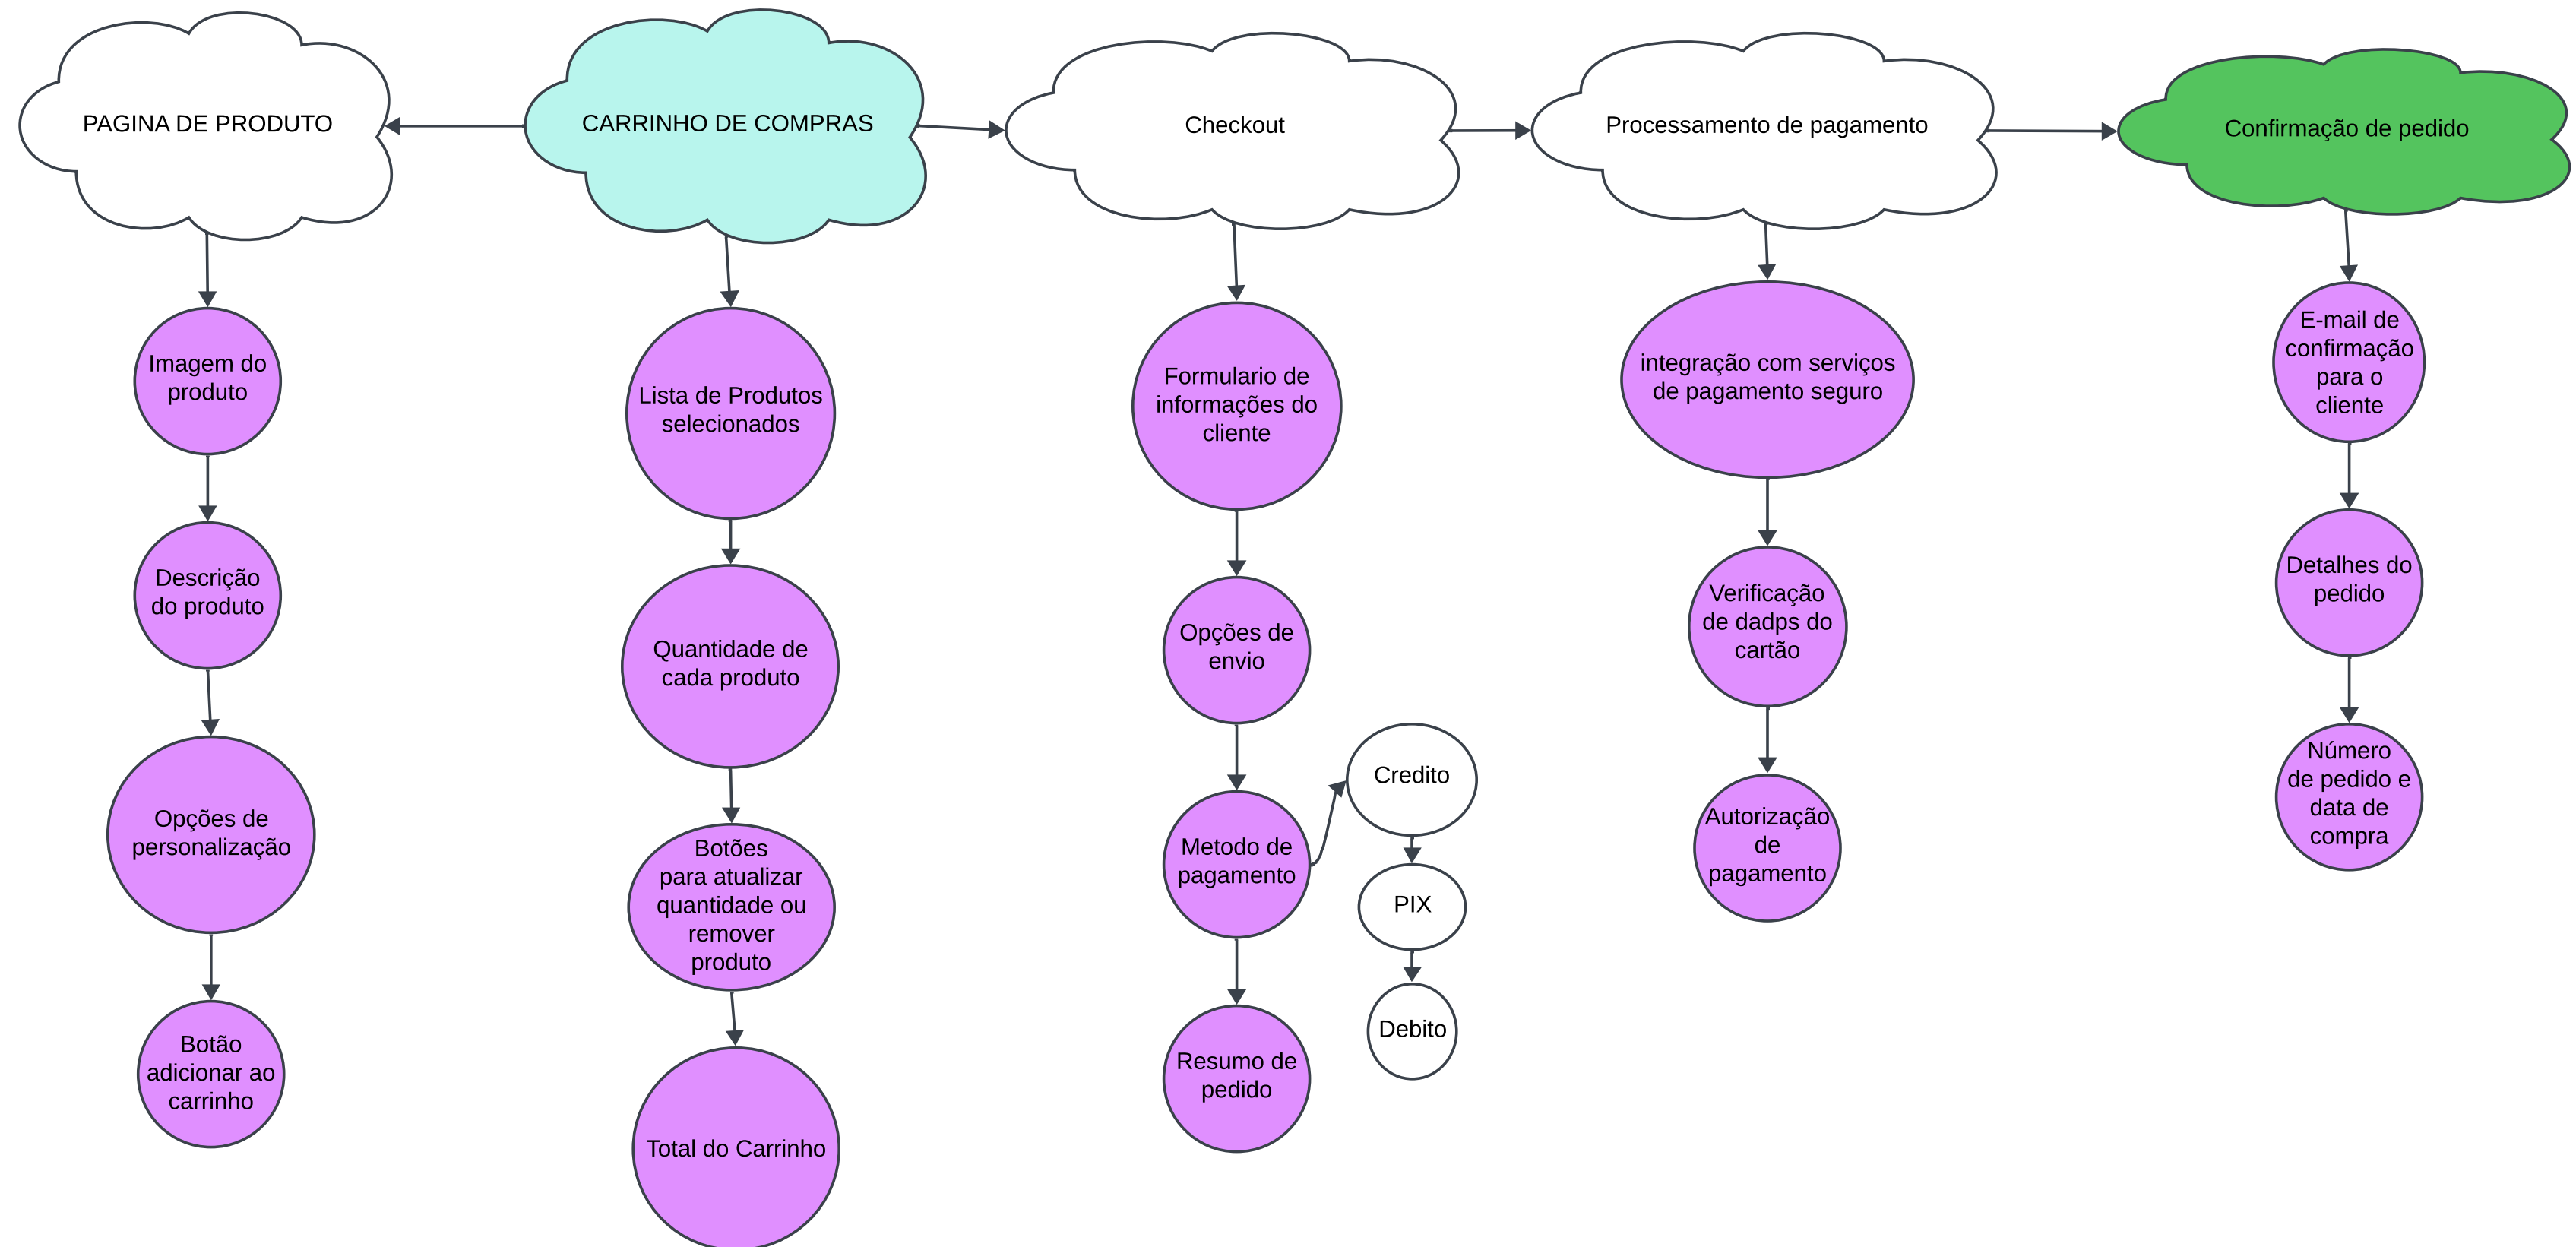 PAGINA DE PRODUTO
CARRINHO DE COMPRAS
Checkout
Processamento de pagamento
Confirmação de pedido
Imagem do
produto
Descrição
do produto
Opções de
personalização
Botão
adicionar ao
carrinho
Lista de Produtos
selecionados
Quantidade de
cada produto
Botões
para atualizar
quantidade ou
remover
produto
Total do Carrinho
Formulario de
informações do
cliente
Opções de
envio
Metodo de
pagamento
Resumo de
pedido
Credito
PIX
Debito
integração com serviços
de pagamento seguro
Verificação
de dadps do
cartão
Autorização
de
pagamento
E-mail de
confirmação
para o
cliente
Detalhes do
pedido
Número
de pedido e
data de
compra